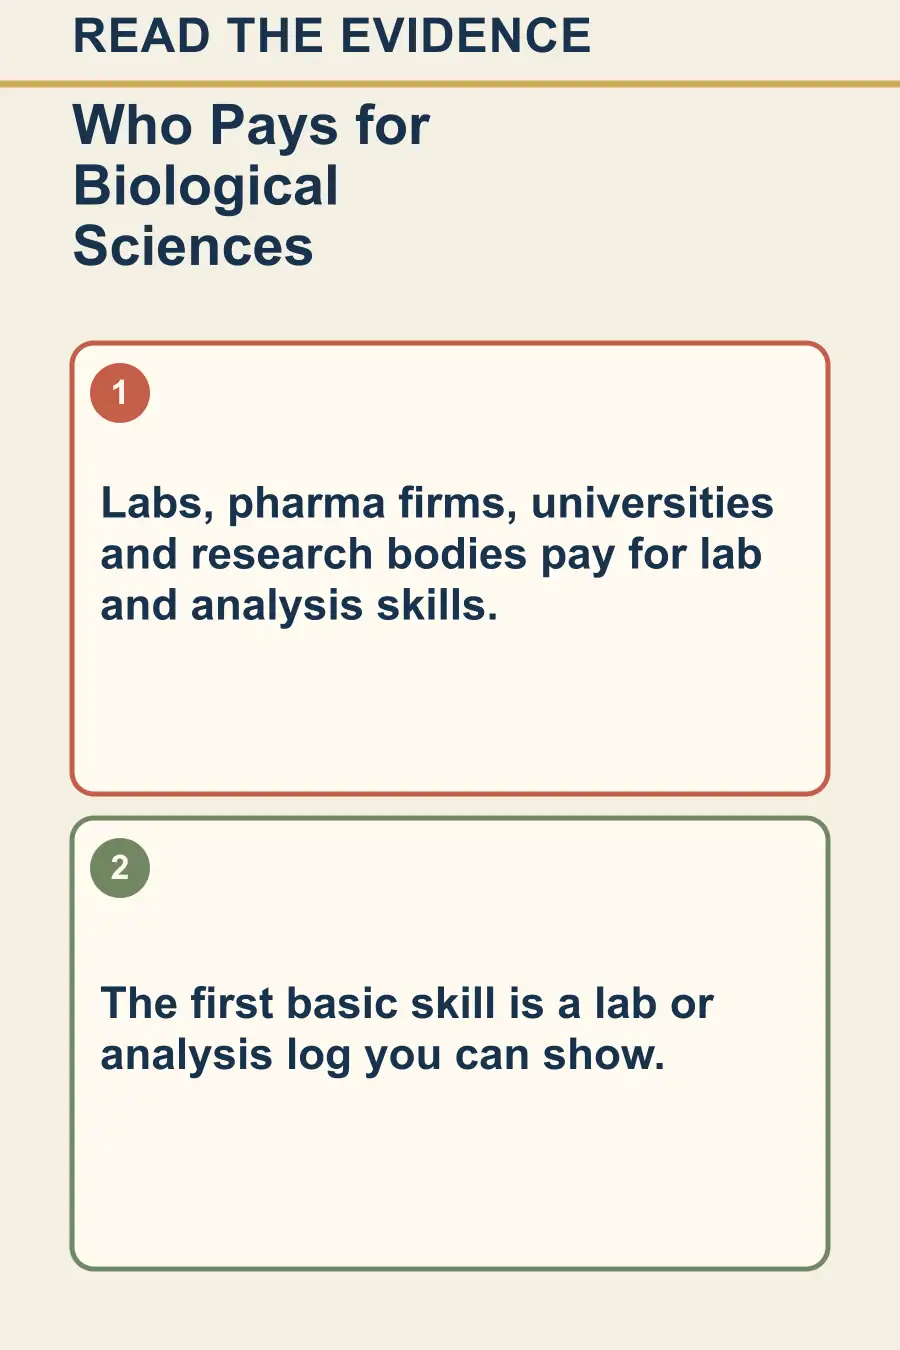 READ THE EVIDENCE
Who Pays for
Biological
Sciences
1
Labs, pharma firms, universities
and research bodies pay for lab
and analysis skills.
2
The first basic skill is a lab or
analysis log you can show.